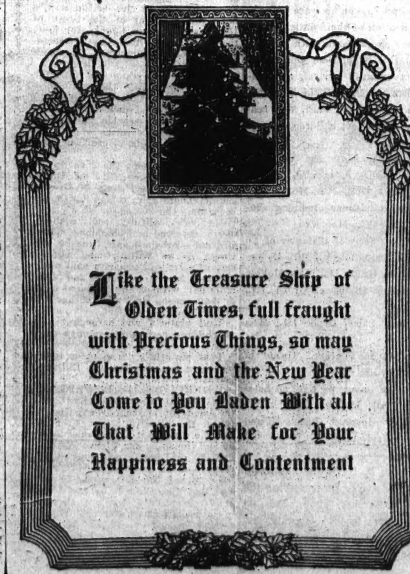 Like the Treasure Ship of
Olden Times, full fraught
with Precious Things, so may
Christmas and the New Year
Come to You Laden With all
That Will Make for Your
Happiness and Contentment